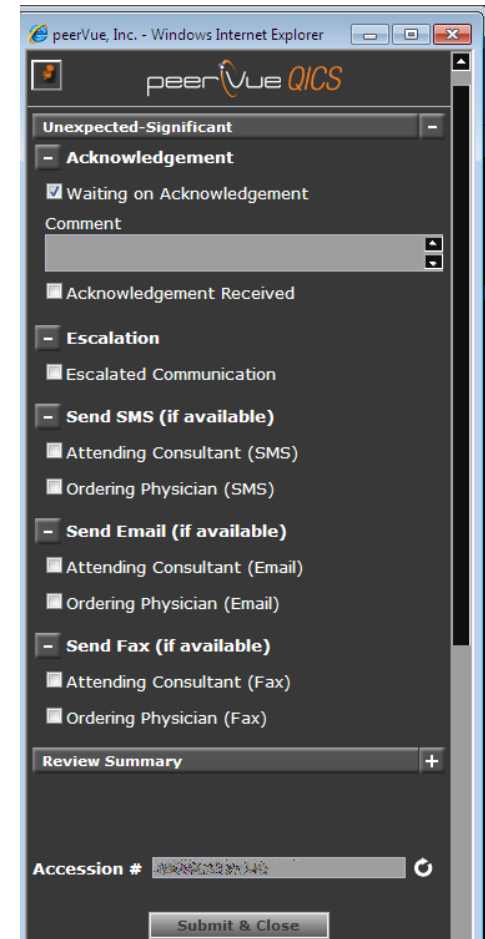 peerVue, Inc. - Windows Internet Explorer
peerVue QICS
Unexpected-Significant
Acknowledgement
Waiting on Acknowledgement
Comment
Acknowledgement Received
Escalation
Escalated Communication
Send SMS (if available)
Attending Consultant (SMS)
Ordering Physician (SMS)
Send Email (if available)
Attending Consultant (Email)
Ordering Physician (Email)
Send Fax (if available)
Attending Consultant (Fax)
Ordering Physician (Fax)
Review Summary
Accession #
Submit & Close